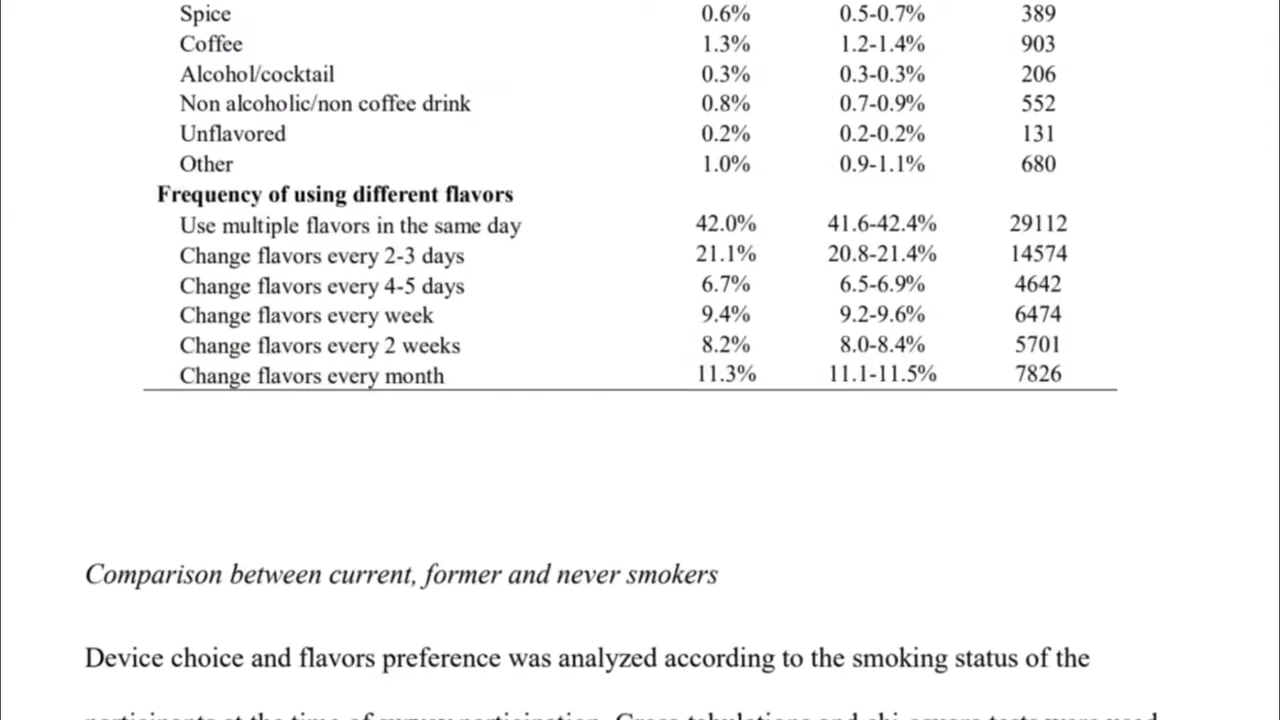 Spice 0.6% 0.5-0.7% 389
Coffee 1.3% 1.2-1.4% 903
Alcohol/cocktail 0.3% 0.3-0.3% 206
Non alcoholic/non coffee drink 0.8% 0.7-0.9% 552
Unflavored 0.2% 0.2-0.2% 131
Other 1.0% 0.9-1.1% 680
Frequency of using different flavors
Use multiple flavors in the same day 42.0% 41.6-42.4% 29112
Change flavors every 2-3 days 21.1% 20.8-21.4% 14574
Change flavors every 4-5 days 6.7% 6.5-6.9% 4642
Change flavors every week 9.4% 9.2-9.6% 6474
Change flavors every 2 weeks 8.2% 8.0-8.4% 5701
Change flavors every month 11.3% 11.1-11.5% 7826
Comparison between current, former and never smokers
Device choice and flavors preference was analyzed according to the smoking status of the